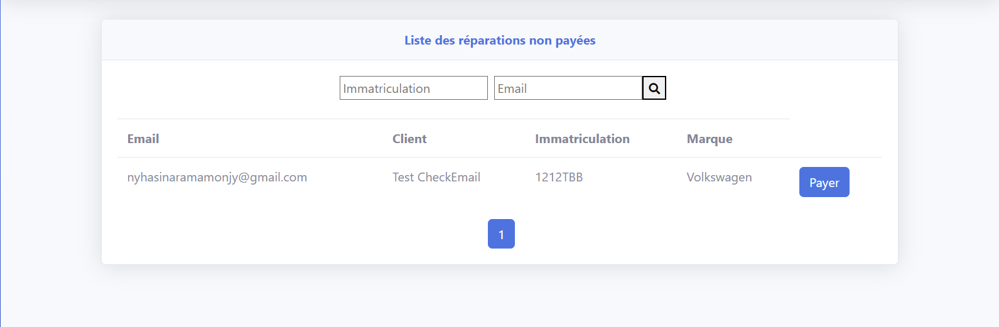 Liste des réparations non payées
Immatriculation Email
Email Client Immatriculation Marque
nyhasinaramamonjy@gmail.com Test CheckEmail 1212TBB Volkswagen Payer
1